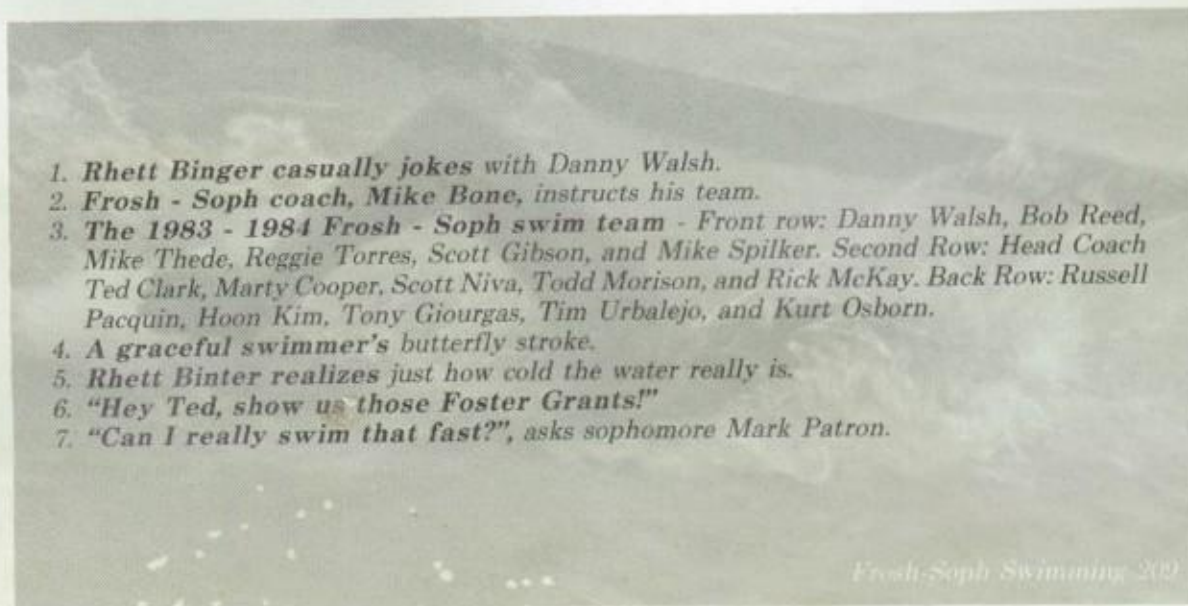 1. Rhett Binger casually jokes with Danny Walsh.
2. Frosh - Soph coach, Mike Bone, instructs his team.
3. The 1983 - 1984 Frosh - Soph swim team - Front row: Danny Walsh, Bob Reed,
Mike Thede, Reggie Torres, Scott Gibson, and Mike Spilker. Second Row: Head Coach
Ted Clark, Marty Cooper, Scott Niva, Todd Morison, and Rick McKay. Back Row: Russell
Pacquin, Hoon Kim, Tony Giourgas, Tim Urbalejo, and Kurt Osborn.
4. A graceful swimmer's butterfly stroke.
5. Rhett Binter realizes just how cold the water really is.
6. "Hey Ted, show us those Foster Grants!"
7. "Can I really swim that fast?", asks sophomore Mark Patron.
Frosh-Soph Swimming 209